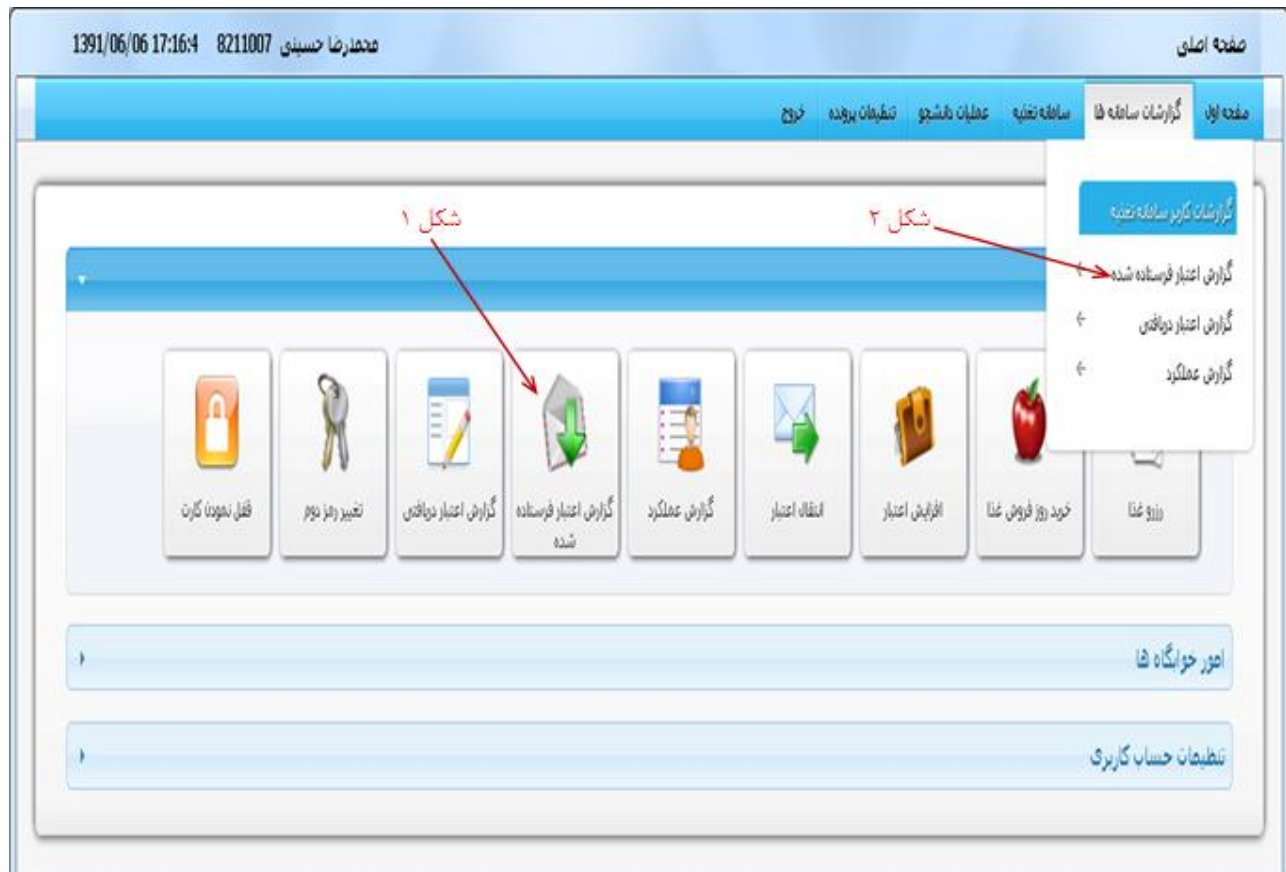 صفحه اصلی
محمدرضا حسینی 8211007 1391/06/06 17:16:4
صفحه اول گزارشات سامانه ها سامانه تغذیه عملیات دانشجو تنظیمات پرونده خروج
گزارشات کاربر سامانه تغذیه
گزارش اعتبار فرستاده شده
گزارش اعتبار دریافتی
گزارش عملکرد
شکل ۲
شکل ۱
رزرو غذا
خرید روز فروش غذا
افزایش اعتبار
انتقال اعتبار
گزارش عملکرد
گزارش اعتبار فرستاده
شده
گزارش اعتبار دریافتی
تغییر رمز دوم
قفل نمودن کارت
امور خوابگاه ها
تنظیمات حساب کاربری